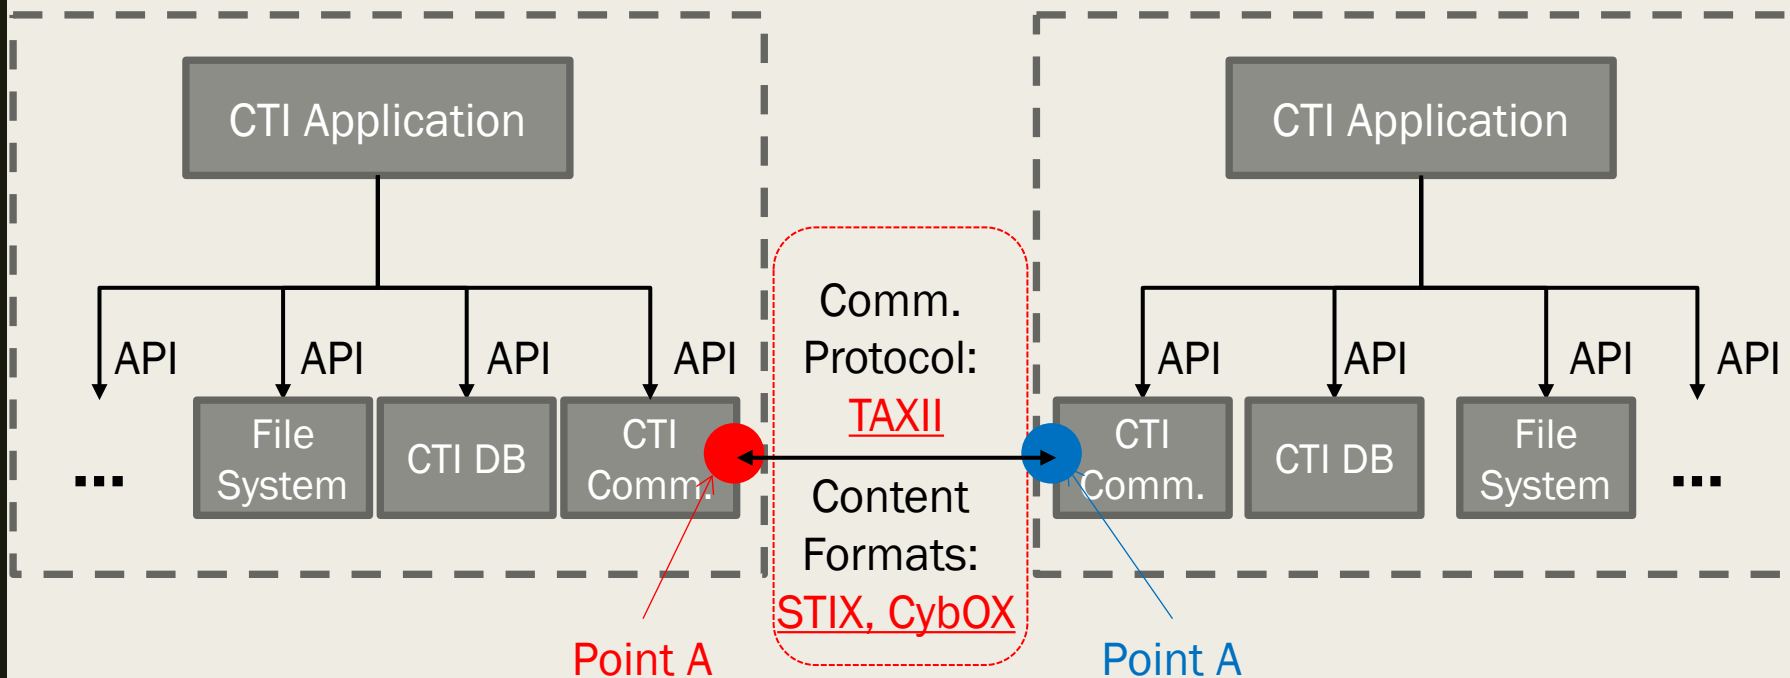 CTI Application
API
API
API
API
...
File
System
CTI DB
CTI
Comm.
Point A
Comm.
Protocol:
TAXII
Content
Formats:
STIX, CybOX
CTI Application
API
API
API
API
CTI
Comm.
CTI DB
File
System
...
Point A